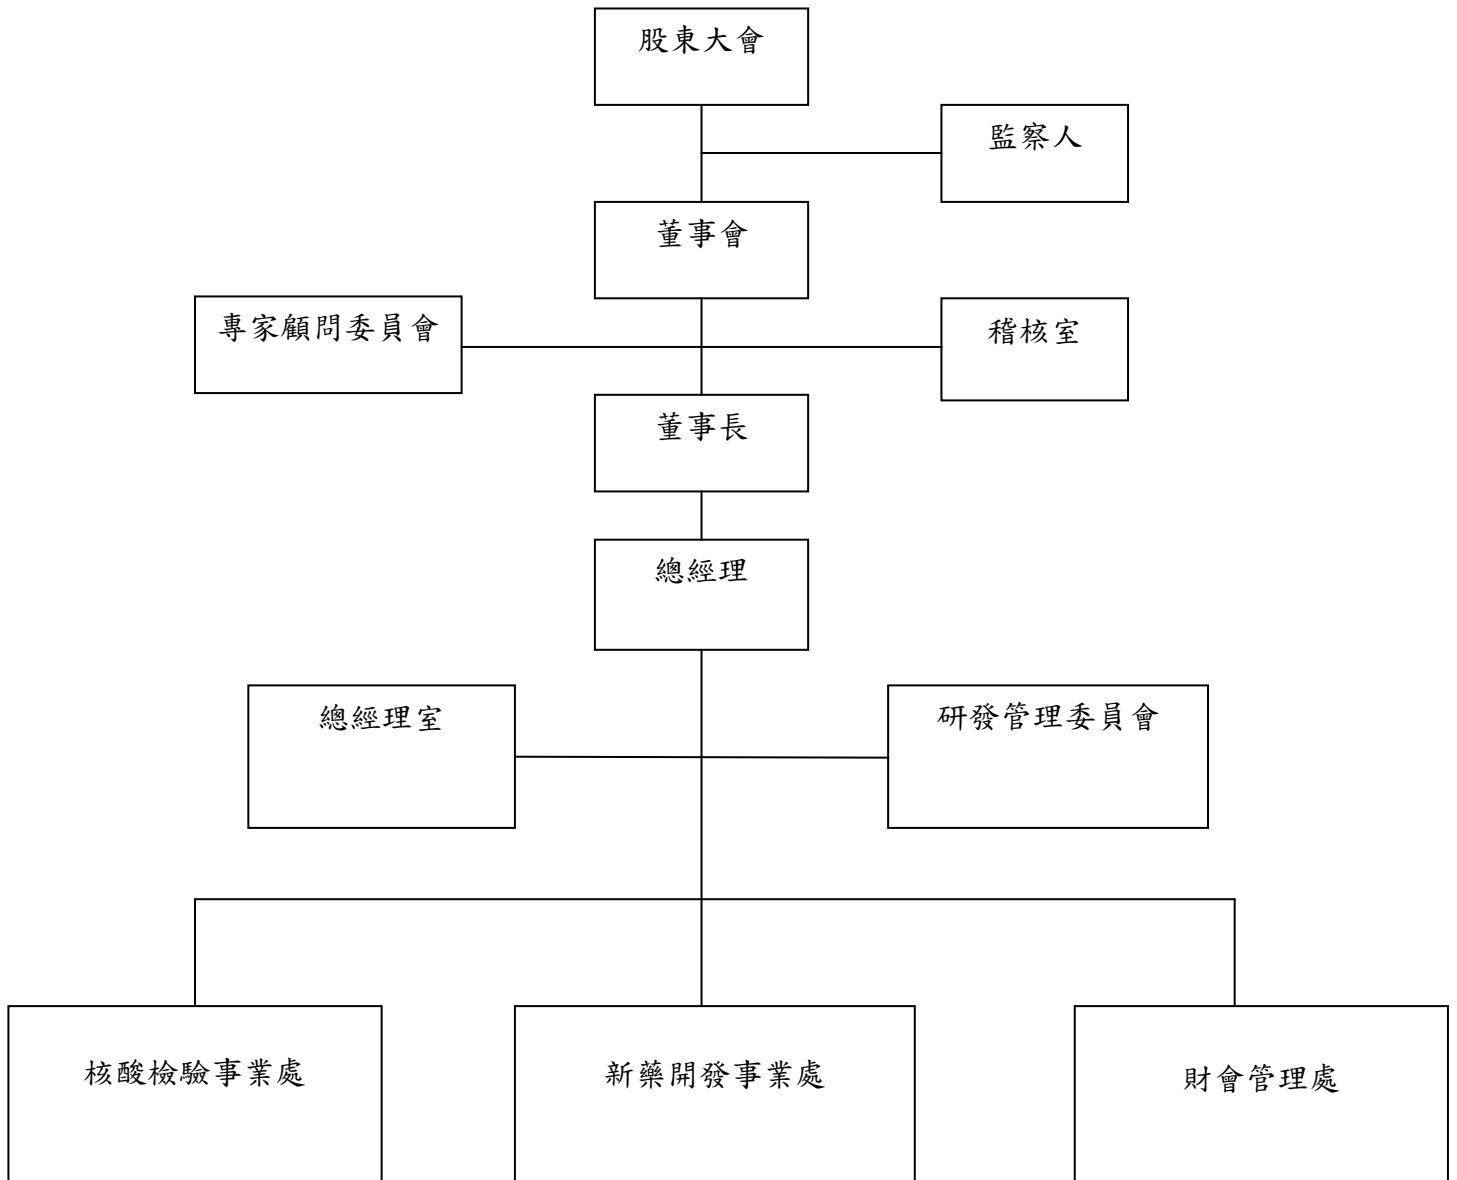 股東大會
監察人
董事會
專家顧問委員會
稽核室
董事長
總經理
總經理室
研發管理委員會
核酸檢驗事業處
新藥開發事業處
財會管理處